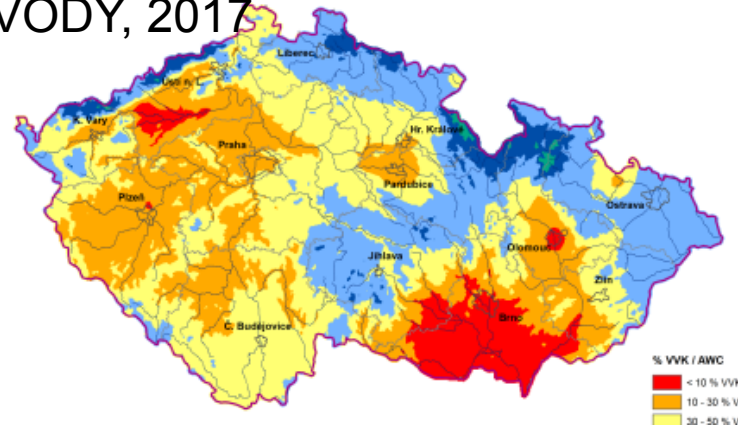 VODY, 2017
Liberec
Ústí n. L.
K. Vary
Hr. Králové
Praha
Pardubice
Plzeň
Ostrava
Olomouc
Jihlava
Zlín
Brno
Č. Budějovice
% VVK / AWC
< 10 % VVK
10 - 30 % V
30 - 50 % V